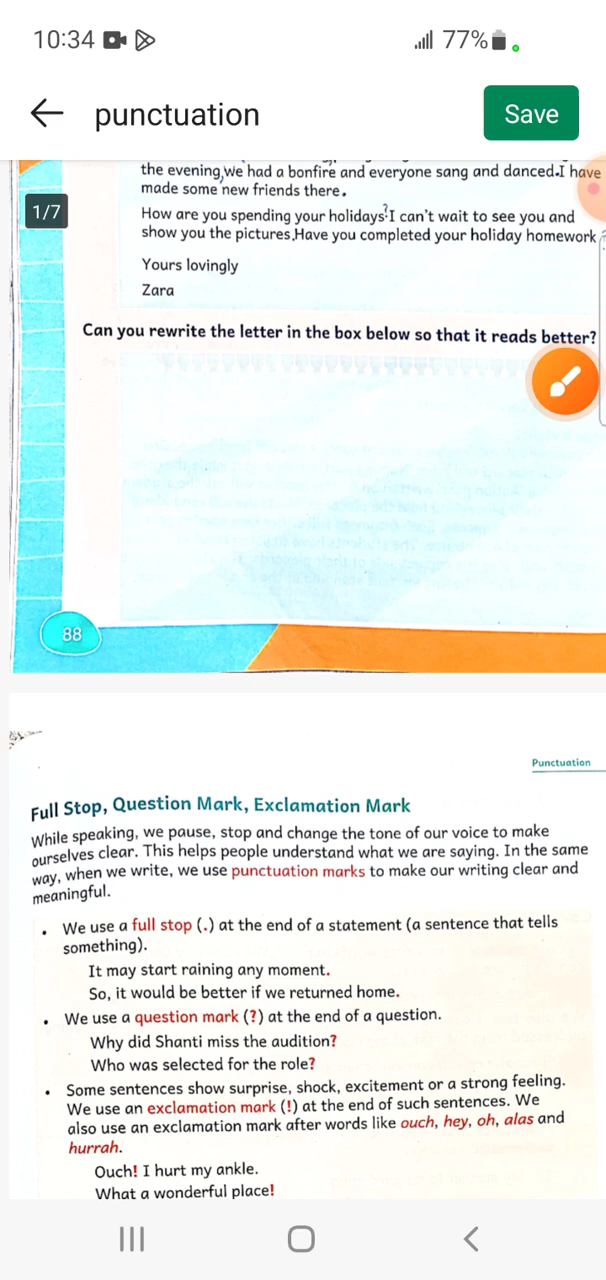 10:34 77%
punctuation
Save
the evening,we had a bonfire and everyone sang and danced.I have
made some new friends there.
1/7
How are you spending your holidays?I can't wait to see you and
show you the pictures,Have you completed your holiday homework ?
Yours lovingly
Zara
Can you rewrite the letter in the box below so that it reads better?
88
Punctuation
Full Stop, Question Mark, Exclamation Mark
While speaking, we pause, stop and change the tone of our voice to make
ourselves clear. This helps people understand what we are saying. In the same
way, when we write, we use punctuation marks to make our writing clear and
meaningful.
• We use a full stop (.) at the end of a statement (a sentence that tells
something).
It may start raining any moment.
So, it would be better if we returned home.
• We use a question mark (?) at the end of a question.
Why did Shanti miss the audition?
Who was selected for the role?
• Some sentences show surprise, shock, excitement or a strong feeling.
We use an exclamation mark (!) at the end of such sentences. We
also use an exclamation mark after words like ouch, hey, oh, alas and
hurrah.
Ouch! I hurt my ankle.
What a wonderful place!